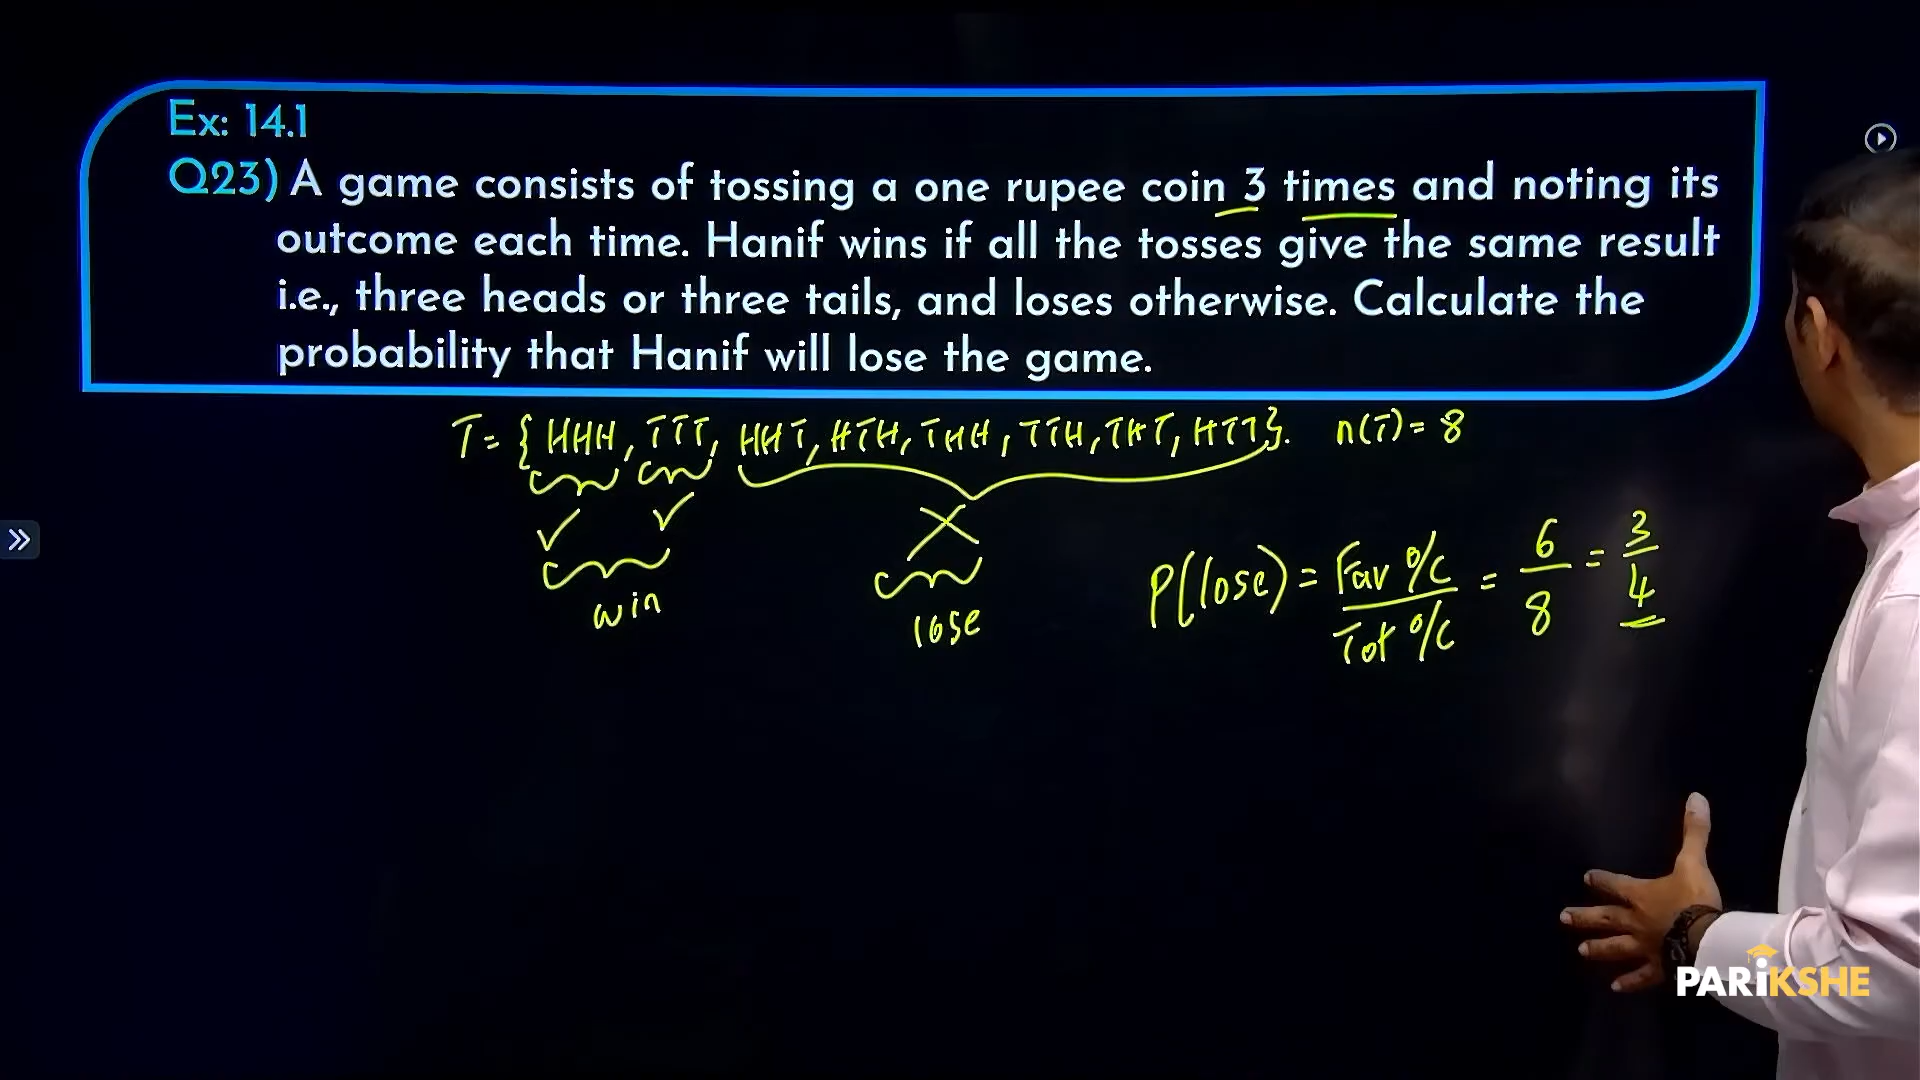 Ex: 14.1
Q23) A game consists of tossing a one rupee coin 3 times and noting its
outcome each time. Hanif wins if all the tosses give the same result
i.e., three heads or three tails, and loses otherwise. Calculate the
probability that Hanif will lose the game.
T = { HHH, TTT, HHT, HTH, THH, TTH, THT, HTT}. n(T) = 8
win
lose
P(lose) = Fav o/c / Tot o/c = 6/8 = 3/4
PARIKSHE